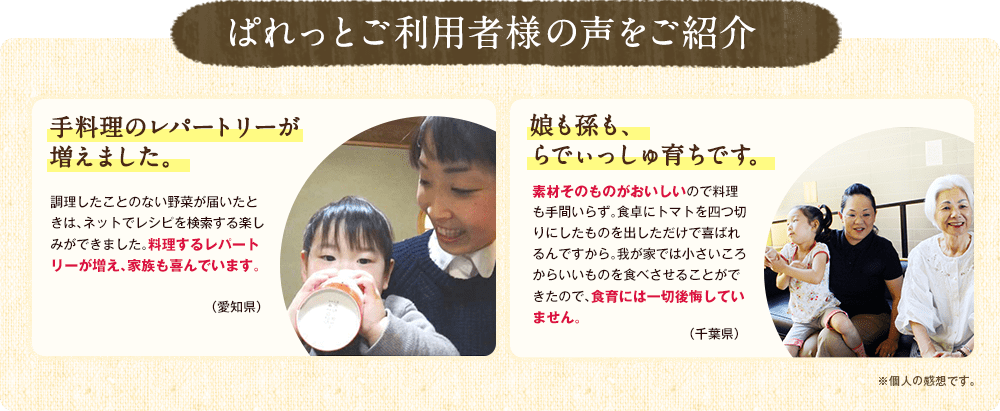 ぱれっとご利用者様の声をご紹介
手料理のレパートリーが
増えました。
調理したことのない野菜が届いたと
きは、ネットでレシピを検索する楽し
みができました。料理するレパート
リーが増え、家族も喜んでいます。
（愛知県）
娘も孫も、
らでぃっしゅ育ちです。
素材そのものがおいしいので料理
も手間いらず。食卓にトマトを四つ切
りにしたものを出しただけで喜ばれ
るんですから。我が家では小さいころ
からいいものを食べさせることがで
きたので、食育には一切後悔してい
ません。
（千葉県）
※個人の感想です。